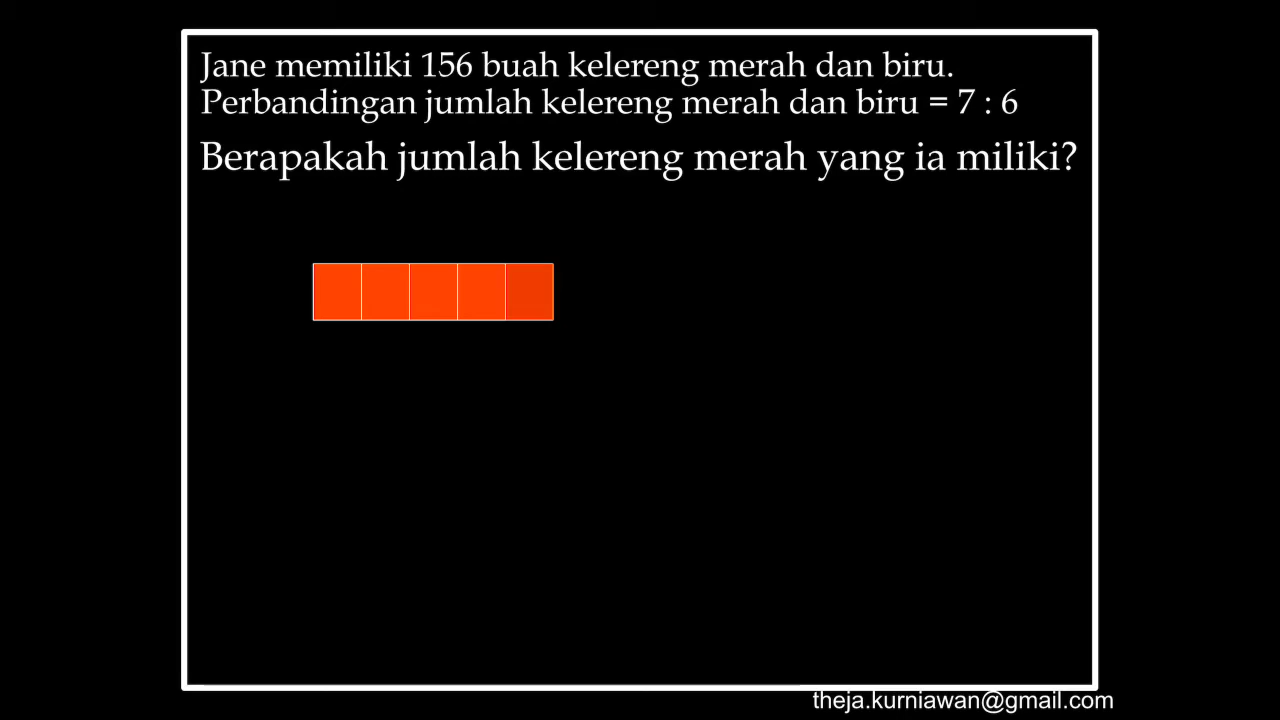 Jane memiliki 156 buah kelereng merah dan biru.
Perbandingan jumlah kelereng merah dan biru = 7 : 6
Berapakah jumlah kelereng merah yang ia miliki?
theja.kurniawan@gmail.com